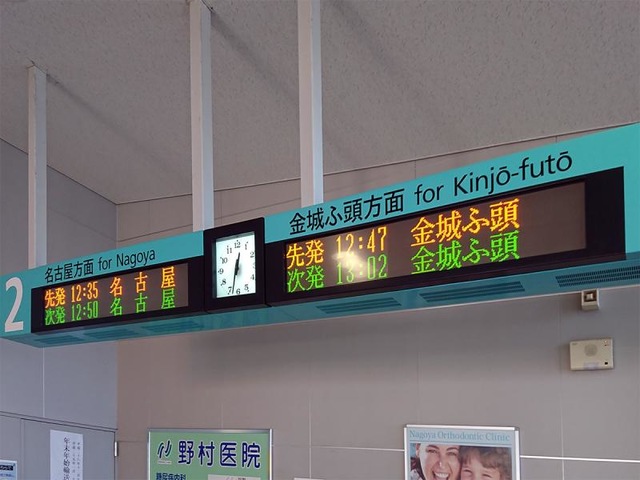 2
名古屋方面 for Nagoya
先発 12:35 名古屋
次発 12:50 名古屋
12
金城ふ頭方面 for Kinjō-futō
先発 12:47 金城ふ頭
次発 13:02 金城ふ頭
野村医院
Nagoya Orthodontic Clinic